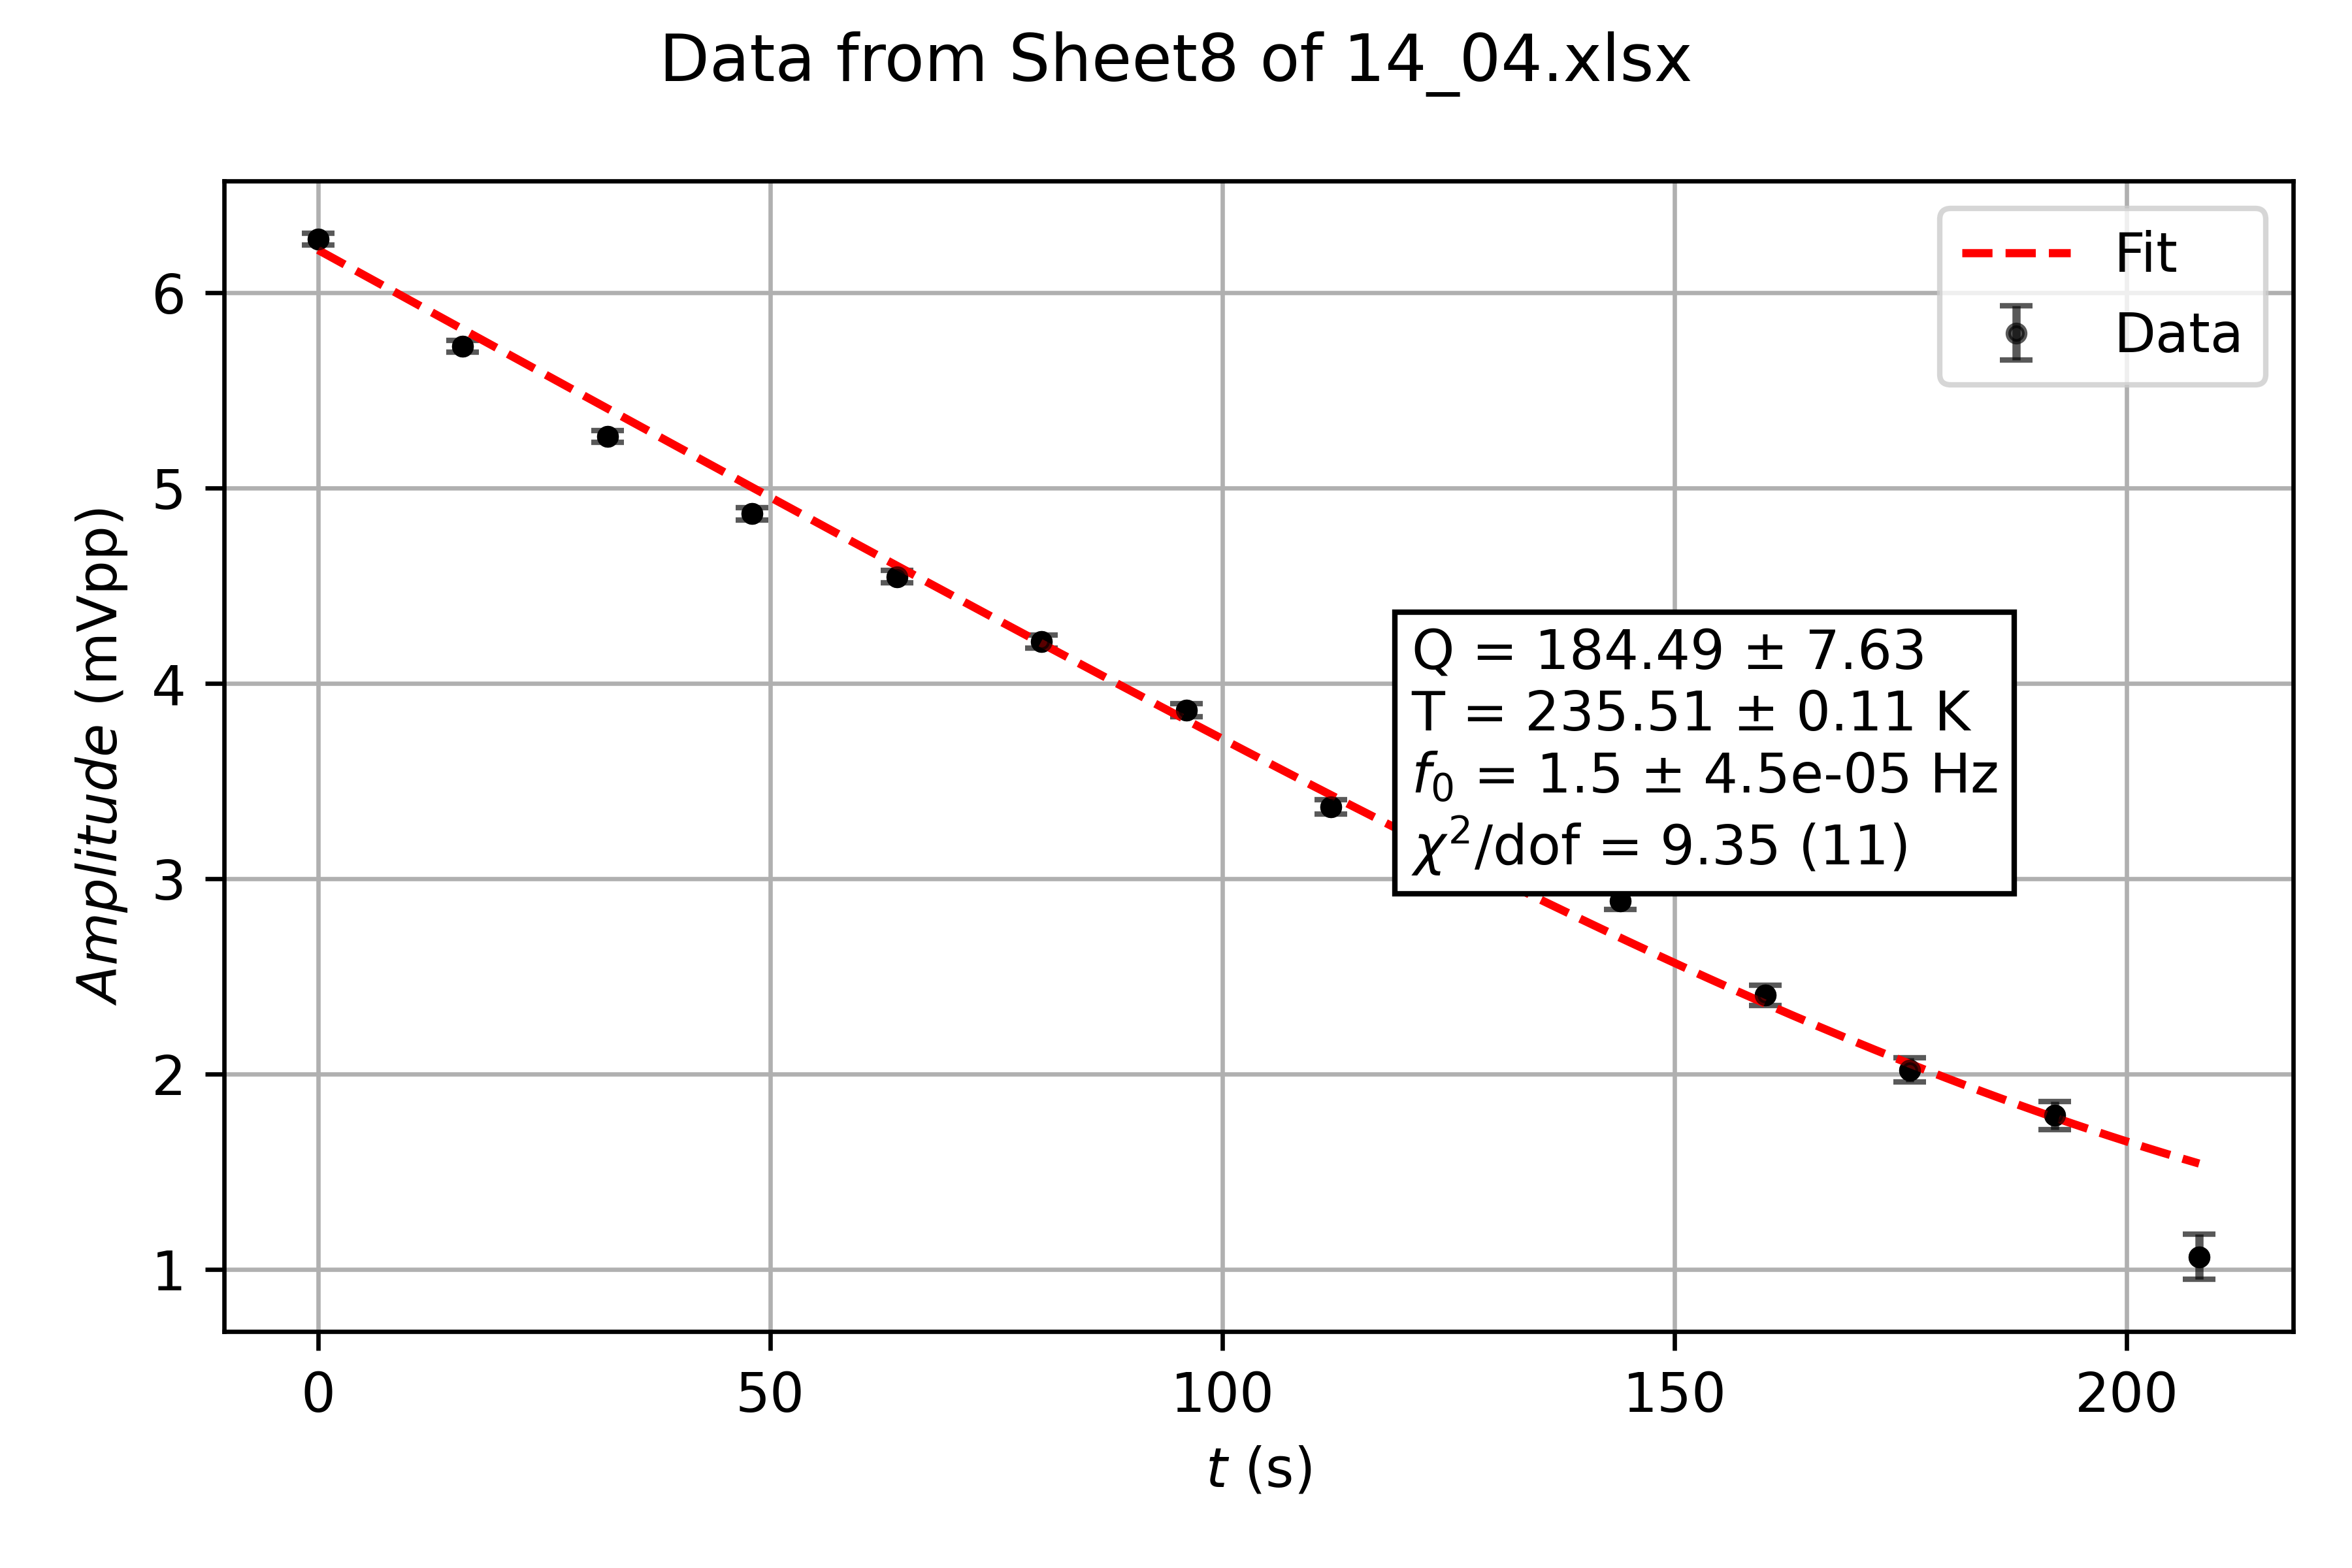 Data from Sheet8 of 14_04.xlsx
Fit
Data
Q = 184.49 ± 7.63
T = 235.51 ± 0.11 K
f₀ = 1.5 ± 4.5e-05 Hz
χ²/dof = 9.35 (11)
Amplitude (mVpp)
6
5
4
3
2
1
0
50
100
150
200
t (s)